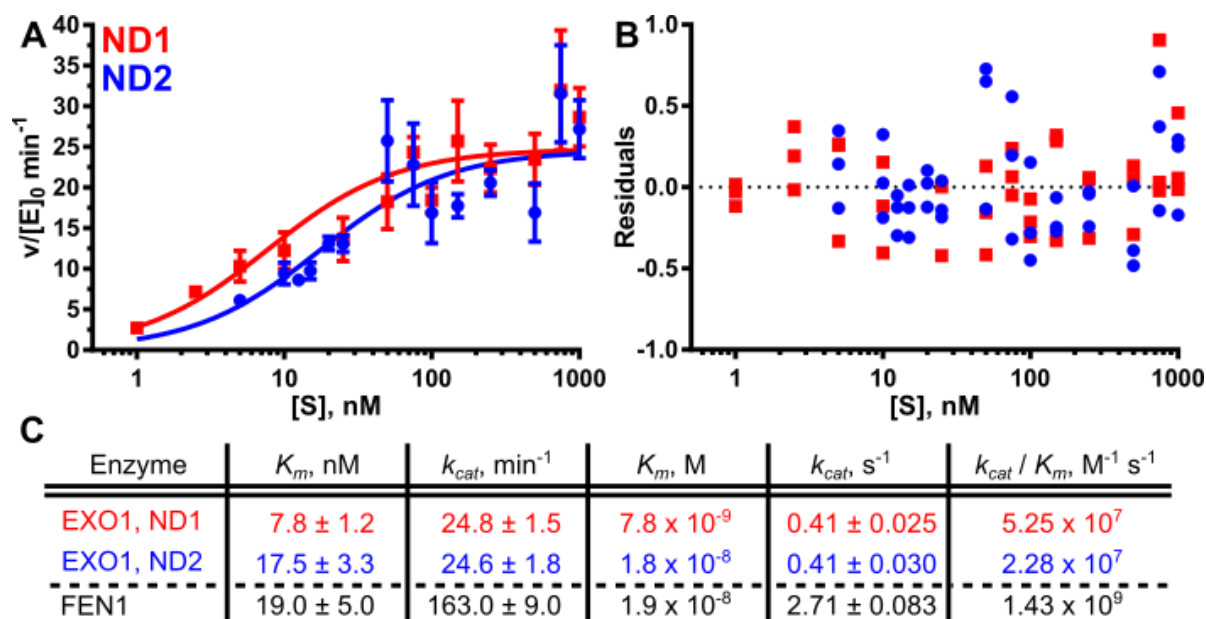 A
ND1
ND2
v/[E]₀ min⁻¹
40
35
30
25
20
15
10
5
0
1 10 100 1000
[S], nM
B
Residuals
1.0
0.5
0.0
-0.5
-1.0
1 10 100 1000
[S], nM
C
Enzyme Kₘ, nM k_cat, min⁻¹ Kₘ, M k_cat, s⁻¹ k_cat / Kₘ, M⁻¹ s⁻¹
EXO1, ND1 7.8 ± 1.2 24.8 ± 1.5 7.8 x 10⁻⁹ 0.41 ± 0.025 5.25 x 10⁷
EXO1, ND2 17.5 ± 3.3 24.6 ± 1.8 1.8 x 10⁻⁸ 0.41 ± 0.030 2.28 x 10⁷
FEN1 19.0 ± 5.0 163.0 ± 9.0 1.9 x 10⁻⁸ 2.71 ± 0.083 1.43 x 10⁹